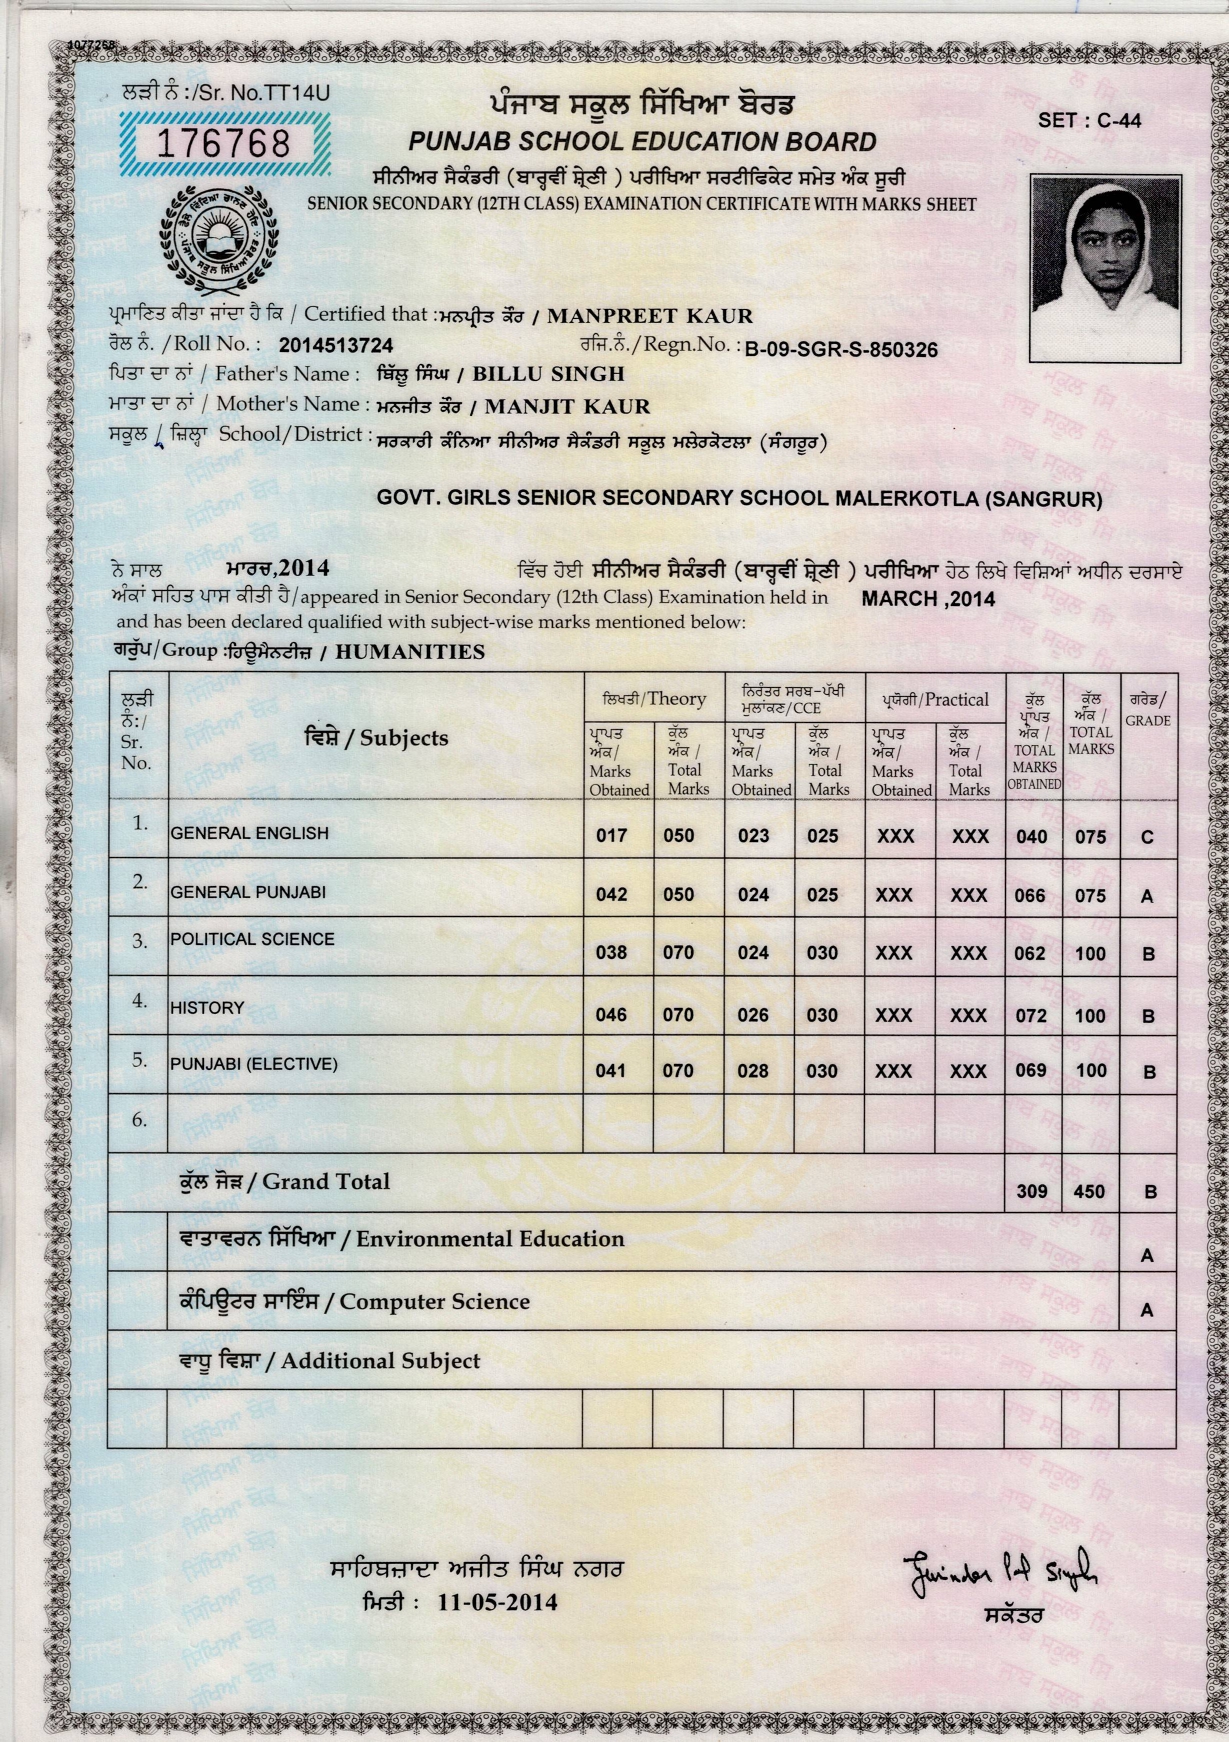 1077268
ਲੜੀ ਨੰ:/Sr. No.TT14U
176768
ਪੰਜਾਬ ਸਕੂਲ ਸਿੱਖਿਆ ਬੋਰਡ
PUNJAB SCHOOL EDUCATION BOARD
SET : C-44
ਸੀਨੀਅਰ ਸੈਕੰਡਰੀ (ਬਾਰ੍ਹਵੀਂ ਸ਼੍ਰੇਣੀ ) ਪਰੀਖਿਆ ਸਰਟੀਫਿਕੇਟ ਸਮੇਤ ਅੰਕ ਸੂਚੀ
SENIOR SECONDARY (12TH CLASS) EXAMINATION CERTIFICATE WITH MARKS SHEET
ਪੰਜਾਬ ਸਕੂਲ ਸਿੱਖਿਆ ਬੋਰਡ
ਪ੍ਰਮਾਣਿਤ ਕੀਤਾ ਜਾਂਦਾ ਹੈ ਕਿ / Certified that :ਮਨਪ੍ਰੀਤ ਕੌਰ / MANPREET KAUR
ਰੋਲ ਨੰ. /Roll No. : 2014513724 ਰਜਿ.ਨੰ./Regn.No. : B-09-SGR-S-850326
ਪਿਤਾ ਦਾ ਨਾਂ / Father's Name : ਬਿੱਲੂ ਸਿੰਘ / BILLU SINGH
ਮਾਤਾ ਦਾ ਨਾਂ / Mother's Name : ਮਨਜੀਤ ਕੌਰ / MANJIT KAUR
ਸਕੂਲ / ਜ਼ਿਲ੍ਹਾ School/District : ਸਰਕਾਰੀ ਕੰਨਿਆ ਸੀਨੀਅਰ ਸੈਕੰਡਰੀ ਸਕੂਲ ਮਲੇਰਕੋਟਲਾ (ਸੰਗਰੂਰ)
GOVT. GIRLS SENIOR SECONDARY SCHOOL MALERKOTLA (SANGRUR)
ਨੇ ਸਾਲ ਮਾਰਚ,2014 ਵਿੱਚ ਹੋਈ ਸੀਨੀਅਰ ਸੈਕੰਡਰੀ (ਬਾਰ੍ਹਵੀਂ ਸ਼੍ਰੇਣੀ ) ਪਰੀਖਿਆ ਹੇਠ ਲਿਖੇ ਵਿਸ਼ਿਆਂ ਅਧੀਨ ਦਰਸਾਏ
ਅੰਕਾਂ ਸਹਿਤ ਪਾਸ ਕੀਤੀ ਹੈ/appeared in Senior Secondary (12th Class) Examination held in MARCH ,2014
and has been declared qualified with subject-wise marks mentioned below:
ਗਰੁੱਪ/Group :ਹਿਊਮੈਨਟੀਜ਼ / HUMANITIES
ਲੜੀ ਨੰ:/ Sr. No. ਵਿਸ਼ੇ / Subjects ਲਿਖਤੀ/Theory ਨਿਰੰਤਰ ਸਰਬ-ਪੱਖੀ ਮੁਲਾਂਕਣ/CCE ਪ੍ਰਯੋਗੀ/Practical ਕੁੱਲ ਪ੍ਰਾਪਤ ਅੰਕ / TOTAL MARKS OBTAINED ਕੁੱਲ ਅੰਕ / TOTAL MARKS ਗਰੇਡ/ GRADE
ਪ੍ਰਾਪਤ ਅੰਕ/ Marks Obtained ਕੁੱਲ ਅੰਕ / Total Marks ਪ੍ਰਾਪਤ ਅੰਕ/ Marks Obtained ਕੁੱਲ ਅੰਕ / Total Marks ਪ੍ਰਾਪਤ ਅੰਕ/ Marks Obtained ਕੁੱਲ ਅੰਕ / Total Marks
1. GENERAL ENGLISH 017 050 023 025 XXX XXX 040 075 C
2. GENERAL PUNJABI 042 050 024 025 XXX XXX 066 075 A
3. POLITICAL SCIENCE 038 070 024 030 XXX XXX 062 100 B
4. HISTORY 046 070 026 030 XXX XXX 072 100 B
5. PUNJABI (ELECTIVE) 041 070 028 030 XXX XXX 069 100 B
6.
ਕੁੱਲ ਜੋੜ / Grand Total 309 450 B
ਵਾਤਾਵਰਨ ਸਿੱਖਿਆ / Environmental Education A
ਕੰਪਿਊਟਰ ਸਾਇੰਸ / Computer Science A
ਵਾਧੂ ਵਿਸ਼ਾ / Additional Subject
ਸਾਹਿਬਜ਼ਾਦਾ ਅਜੀਤ ਸਿੰਘ ਨਗਰ
ਮਿਤੀ : 11-05-2014
ਸਕੱਤਰ